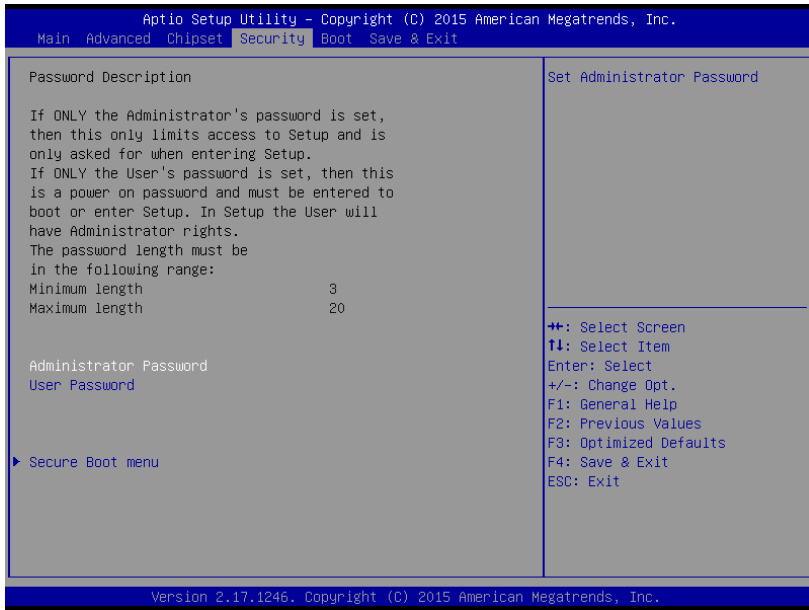 Aptio Setup Utility – Copyright (C) 2015 American Megatrends, Inc.
Main Advanced Chipset Security Boot Save & Exit
Password Description
If ONLY the Administrator's password is set,
then this only limits access to Setup and is
only asked for when entering Setup.
If ONLY the User's password is set, then this
is a power on password and must be entered to
boot or enter Setup. In Setup the User will
have Administrator rights.
The password length must be
in the following range:
Minimum length 3
Maximum length 20
Administrator Password
User Password
Secure Boot menu
Set Administrator Password
→←: Select Screen
↑↓: Select Item
Enter: Select
+/-: Change Opt.
F1: General Help
F2: Previous Values
F3: Optimized Defaults
F4: Save & Exit
ESC: Exit
Version 2.17.1246. Copyright (C) 2015 American Megatrends, Inc.